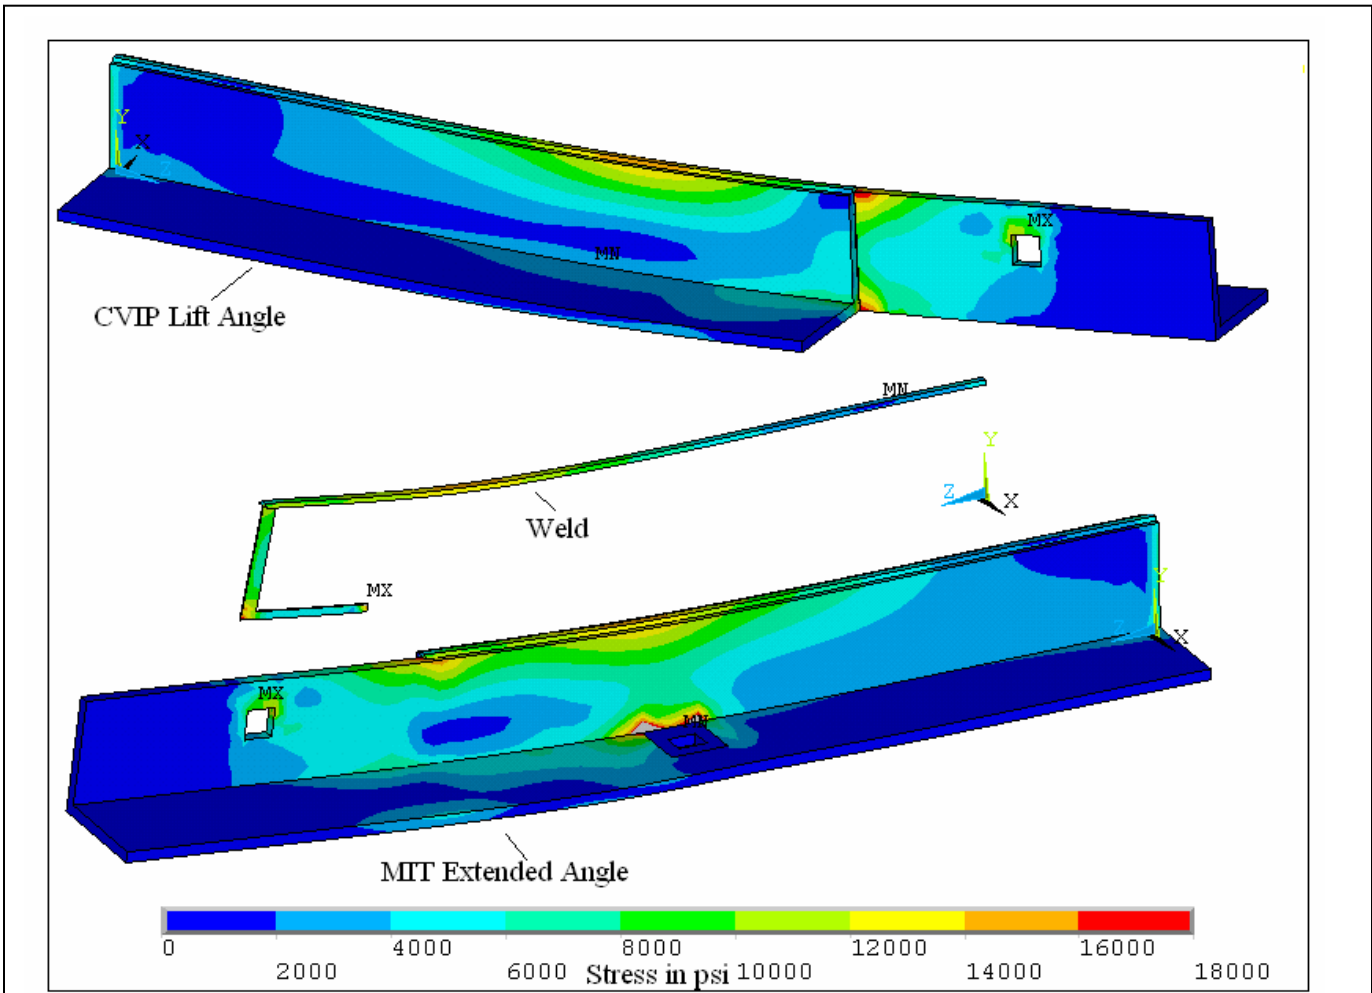 Y
X
Z
MX
MN
CVIP Lift Angle
MN
Y
Z
X
Weld
MX
Y
Z
X
MX
MN
MIT Extended Angle
0 4000 8000 12000 16000
2000 6000 Stress in psi 10000 14000 18000